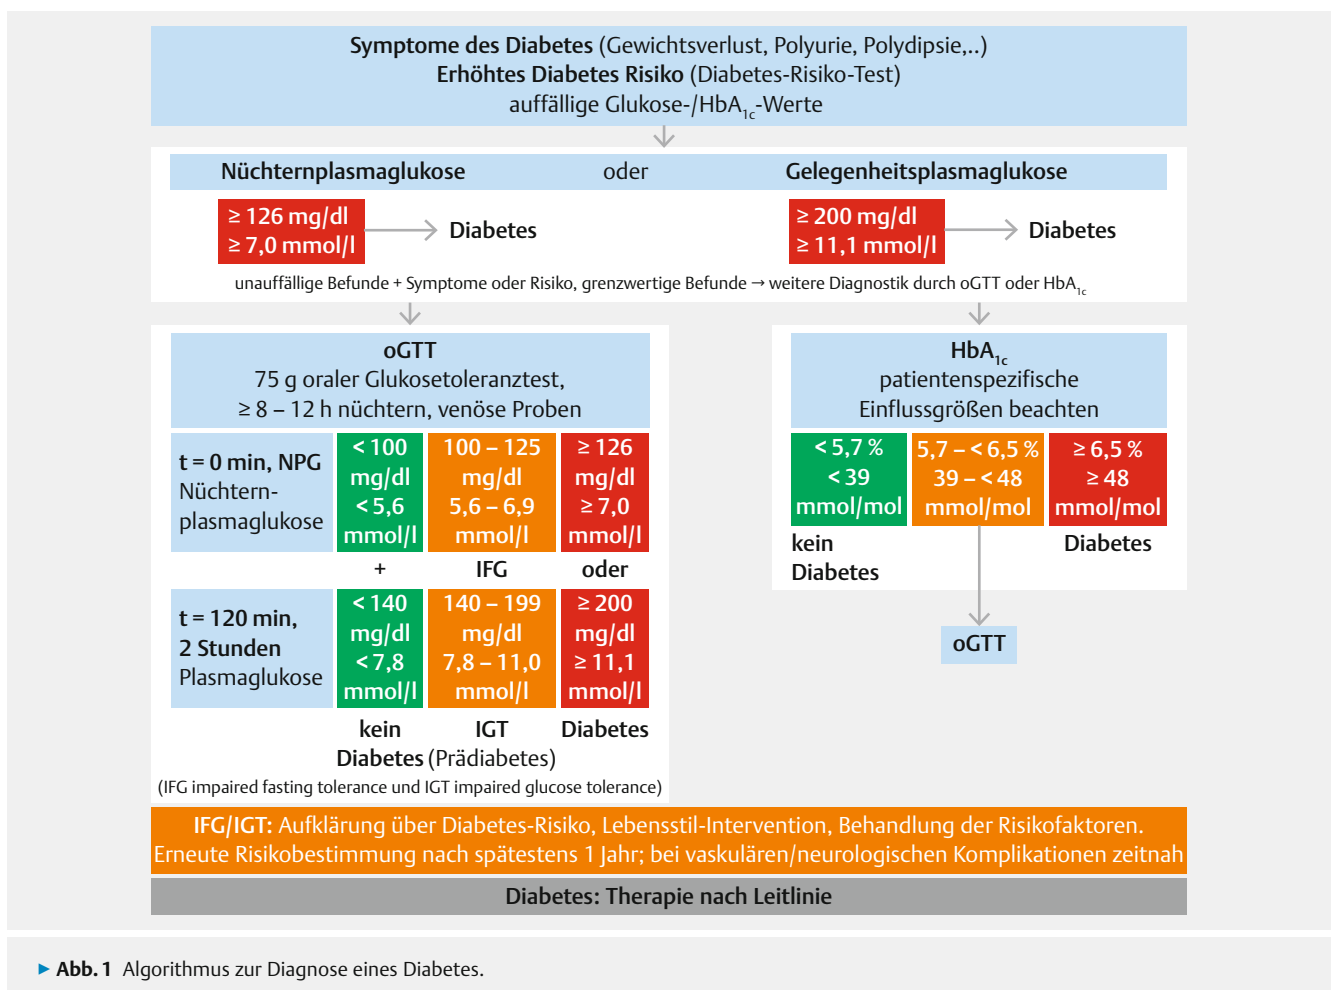 Symptome des Diabetes (Gewichtsverlust, Polyurie, Polydipsie,..)
Erhöhtes Diabetes Risiko (Diabetes-Risiko-Test)
auffällige Glukose-/HbA1c-Werte
Nüchternplasmaglukose oder Gelegenheitsplasmaglukose
≥ 126 mg/dl
≥ 7,0 mmol/l
Diabetes
≥ 200 mg/dl
≥ 11,1 mmol/l
Diabetes
unauffällige Befunde + Symptome oder Risiko, grenzwertige Befunde → weitere Diagnostik durch oGTT oder HbA1c
oGTT
75 g oraler Glukosetoleranztest,
≥ 8 – 12 h nüchtern, venöse Proben
t = 0 min, NPG
Nüchtern-
plasmaglukose
< 100
mg/dl
< 5,6
mmol/l
100 – 125
mg/dl
5,6 – 6,9
mmol/l
≥ 126
mg/dl
≥ 7,0
mmol/l
+ IFG oder
t = 120 min,
2 Stunden
Plasmaglukose
< 140
mg/dl
< 7,8
mmol/l
140 – 199
mg/dl
7,8 – 11,0
mmol/l
≥ 200
mg/dl
≥ 11,1
mmol/l
kein IGT Diabetes
Diabetes (Prädiabetes)
(IFG impaired fasting tolerance und IGT impaired glucose tolerance)
HbA1c
patientenspezifische
Einflussgrößen beachten
< 5,7 %
< 39
mmol/mol
5,7 – < 6,5 %
39 – < 48
mmol/mol
≥ 6,5 %
≥ 48
mmol/mol
kein
Diabetes
Diabetes
oGTT
IFG/IGT: Aufklärung über Diabetes-Risiko, Lebensstil-Intervention, Behandlung der Risikofaktoren.
Erneute Risikobestimmung nach spätestens 1 Jahr; bei vaskulären/neurologischen Komplikationen zeitnah
Diabetes: Therapie nach Leitlinie
▶ Abb. 1 Algorithmus zur Diagnose eines Diabetes.